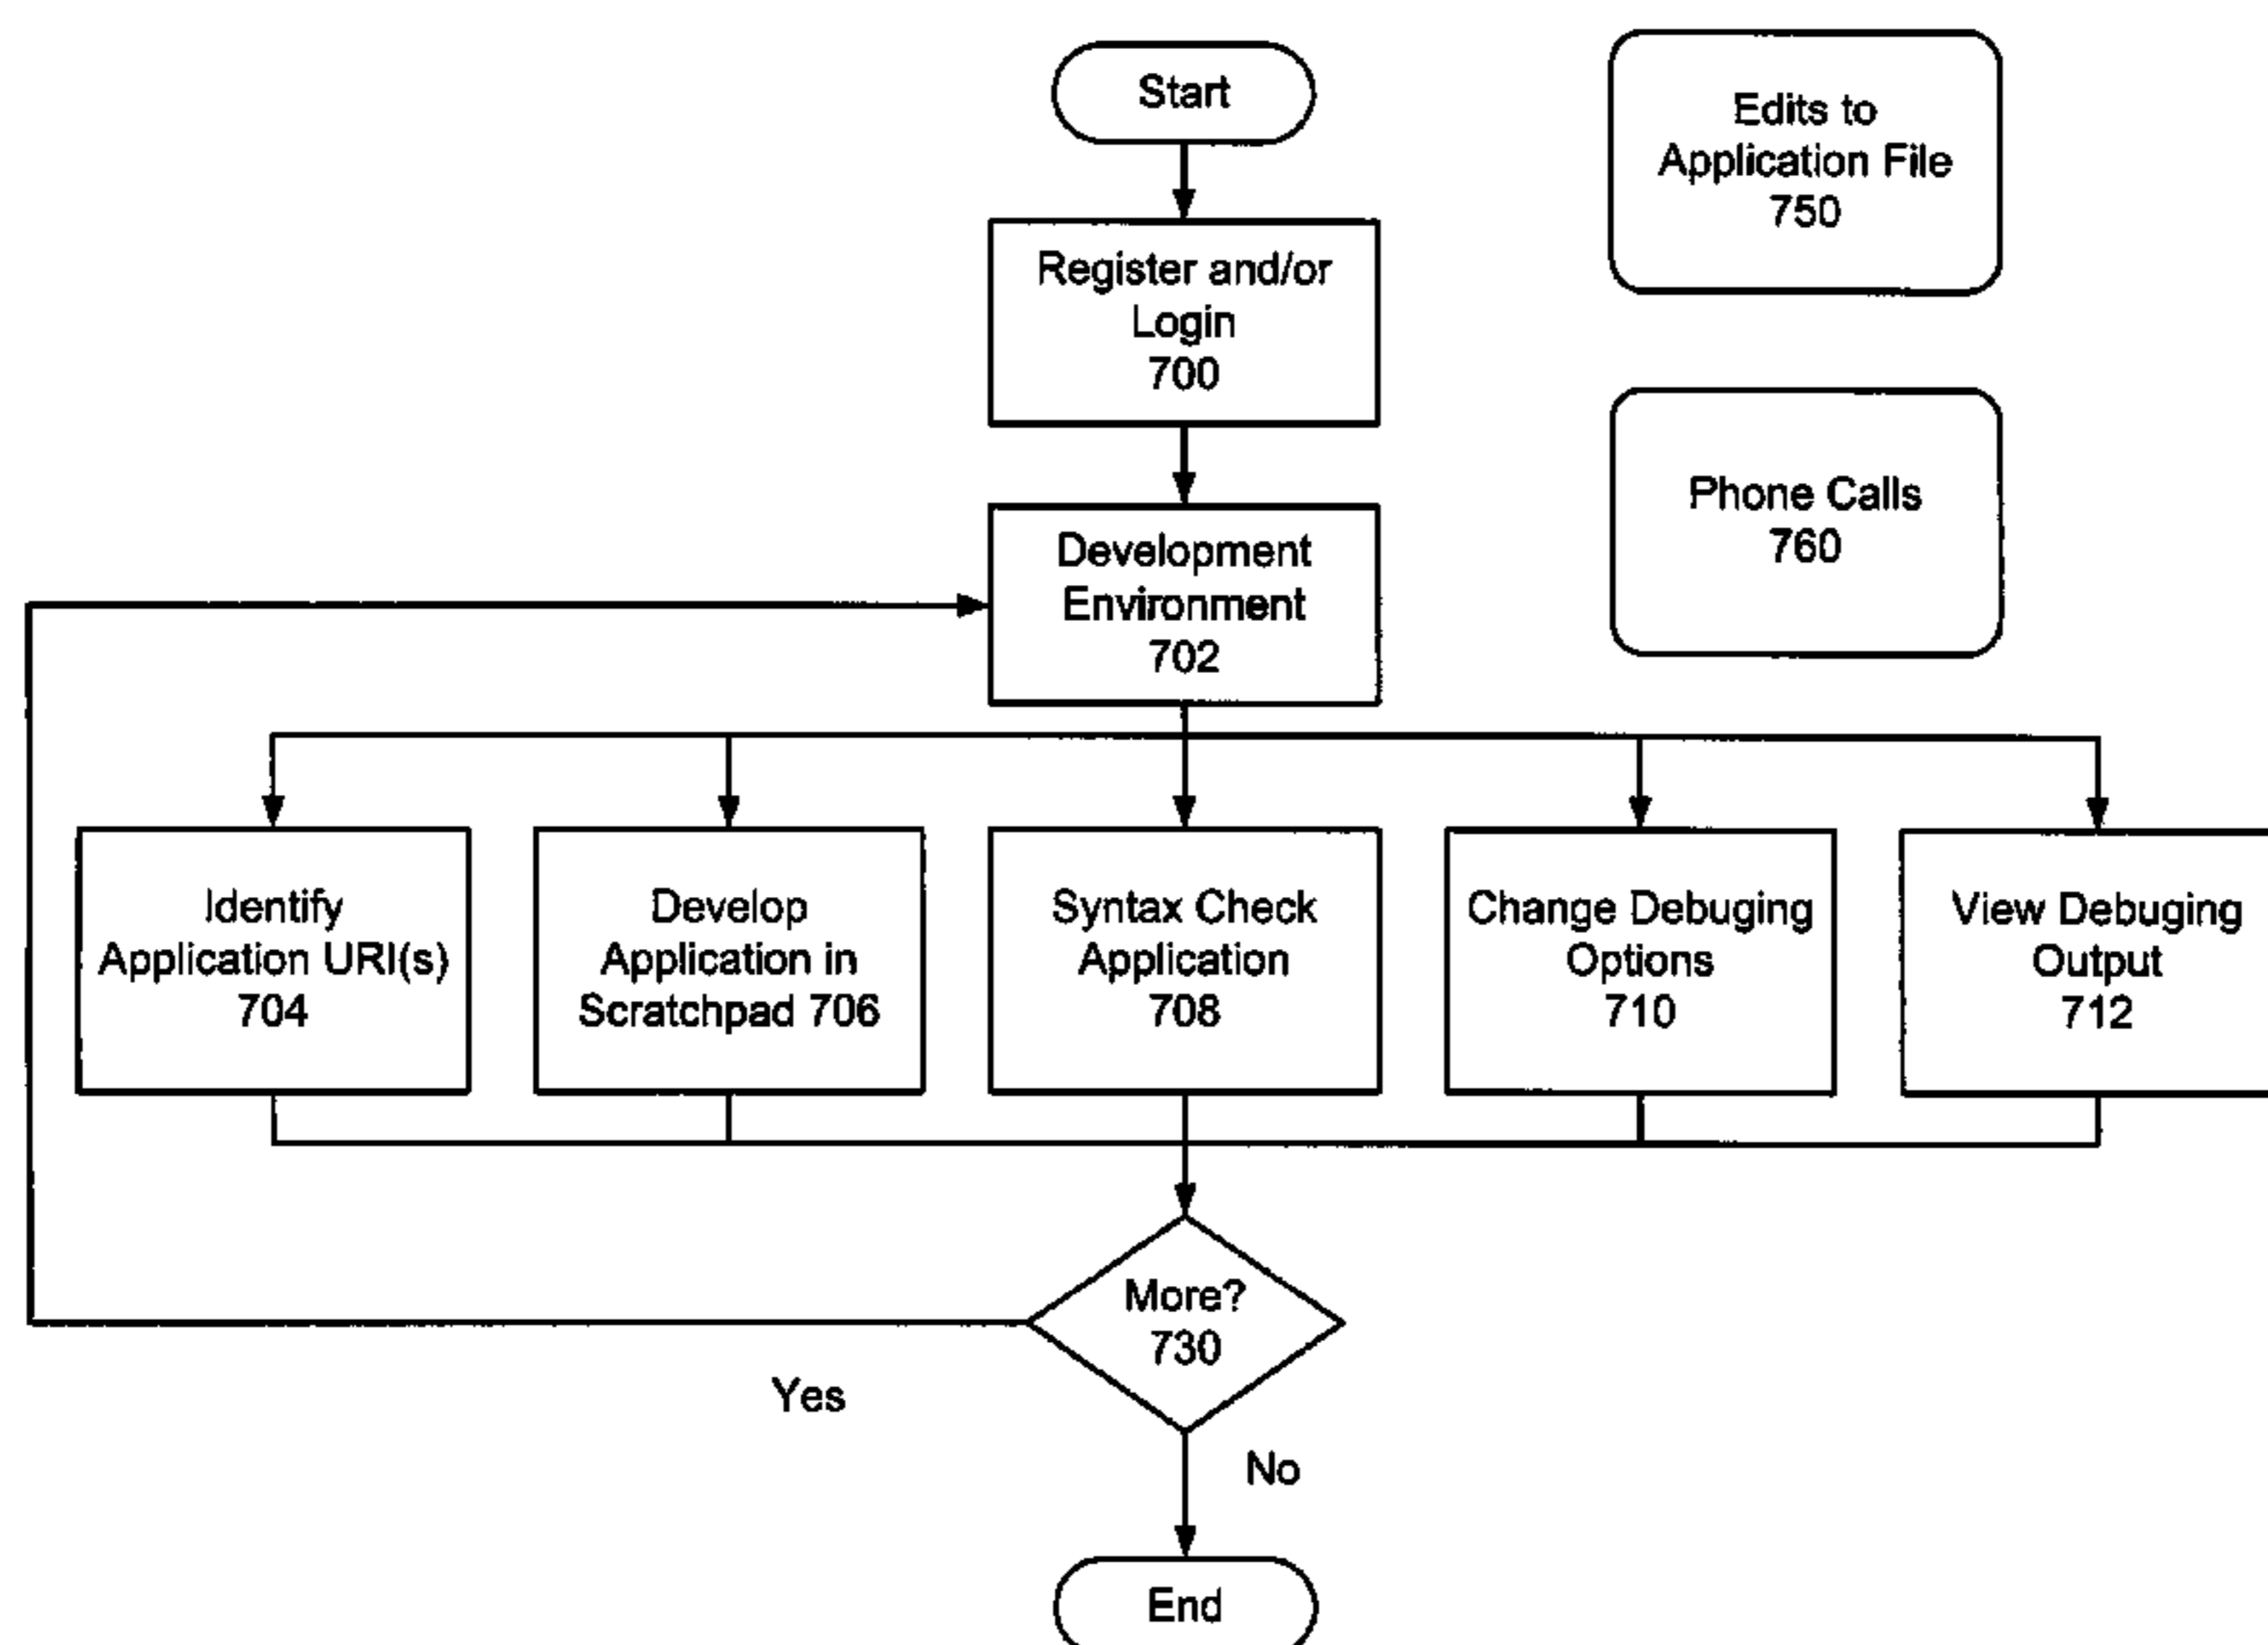 Start
Edits to
Application File
750
Register and/or
Login
700
Phone Calls
760
Development
Environment
702
Identify
Application URI(s)
704
Develop
Application in
Scratchpad 706
Syntax Check
Application
708
Change Debuging
Options
710
View Debuging
Output
712
More?
730
Yes
No
End